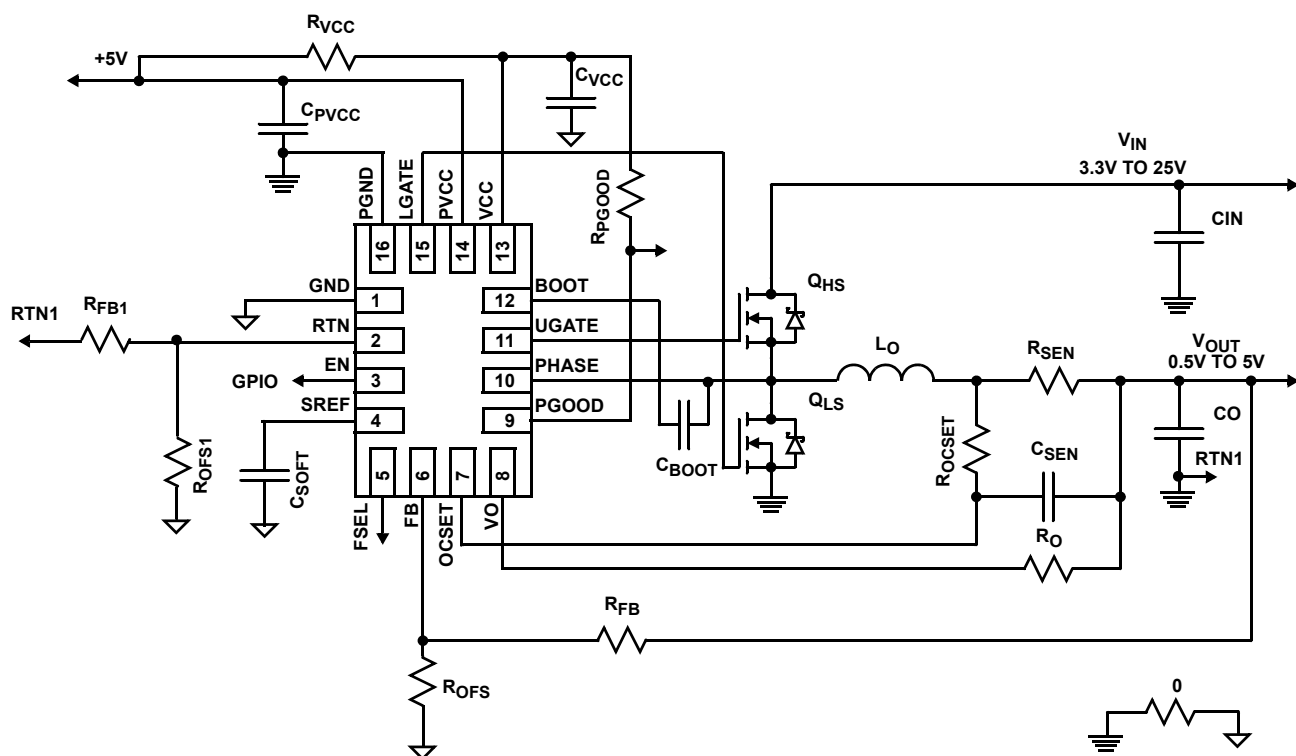 RVCC
+5V
CVCC
CPVCC
VIN
3.3V TO 25V
PGND
LGATE
PVCC
VCC
RPGOOD
CIN
16
15
14
13
GND
1
12
BOOT
QHS
RTN1
RFB1
RTN
2
11
UGATE
LO
RSEN
VOUT
0.5V TO 5V
GPIO
EN
3
10
PHASE
QLS
SREF
4
9
PGOOD
CO
ROFS1
CSOFT
5
6
7
8
CBOOT
ROCSET
CSEN
RTN1
FSEL
FB
OCSET
VO
RO
RFB
ROFS
0